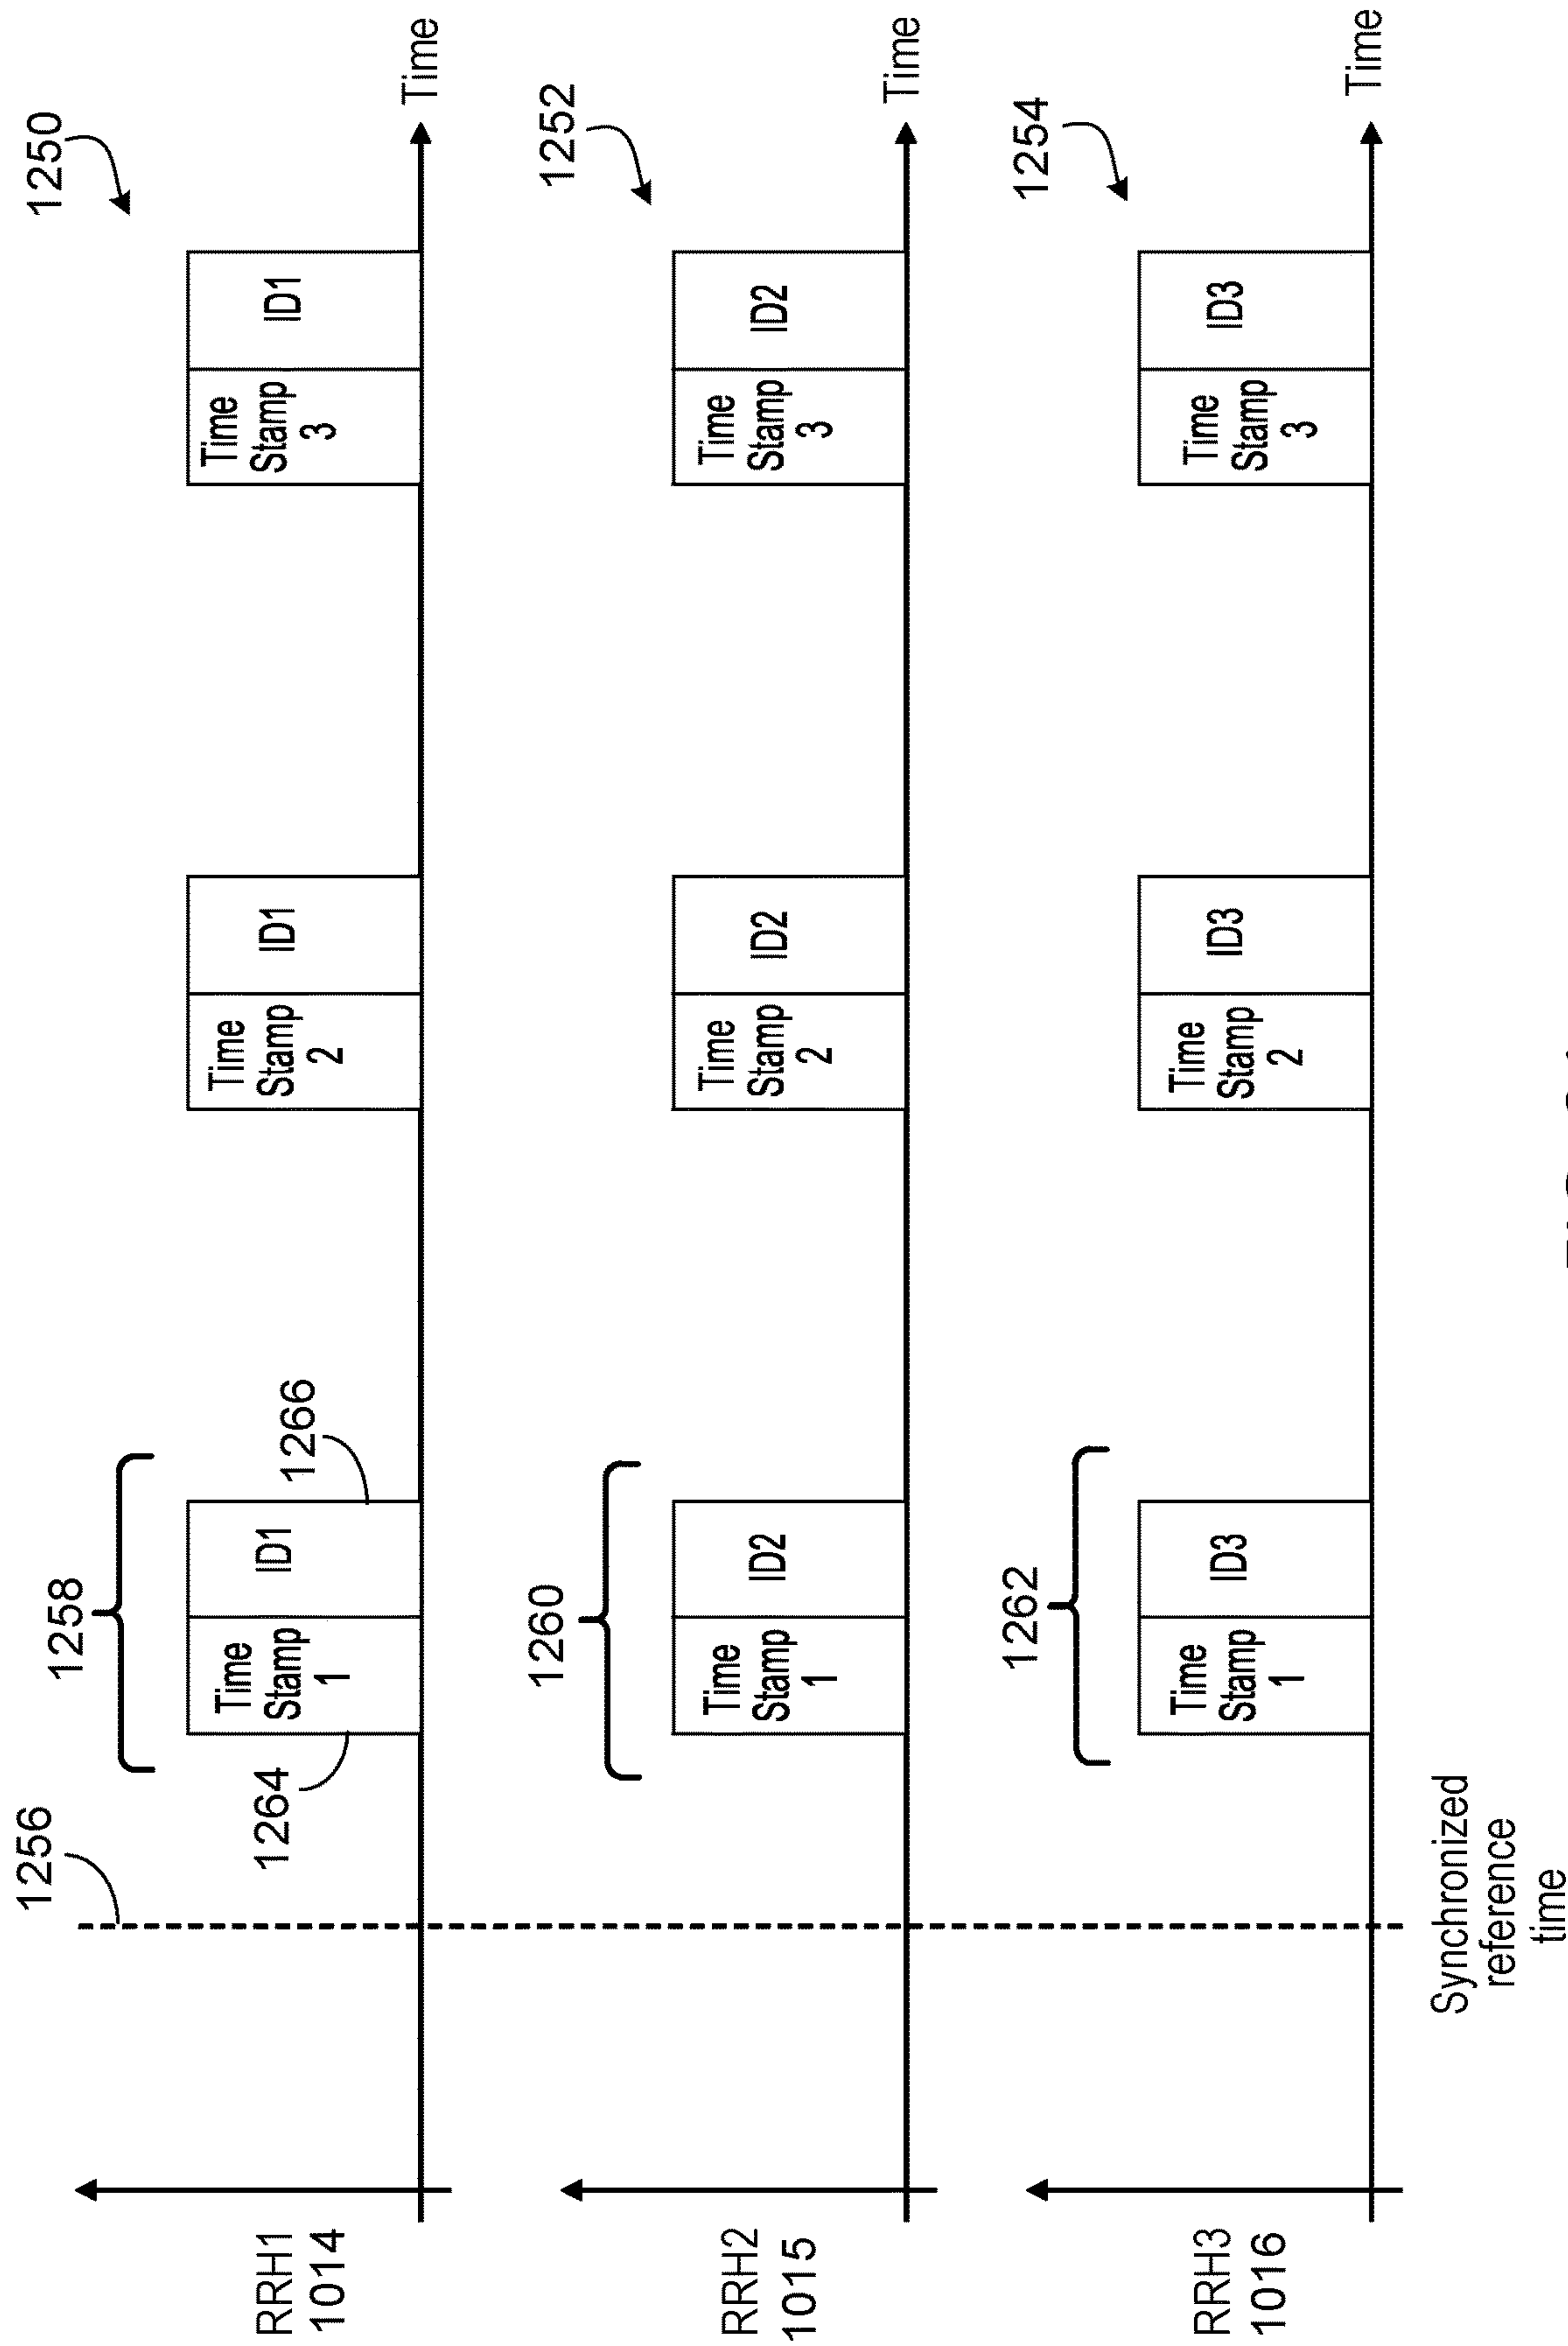 1250
1256
1258
RRH1
1014
1264
Time
Stamp
1
ID1
1266
Time
Stamp
2
ID1
Time
Stamp
3
ID1
Time
1252
1260
RRH2
1015
Time
Stamp
1
ID2
Time
Stamp
2
ID2
Time
Stamp
3
ID2
Time
1254
1262
RRH3
1016
Time
Stamp
1
ID3
Time
Stamp
2
ID3
Time
Stamp
3
ID3
Time
Synchronized
reference
time